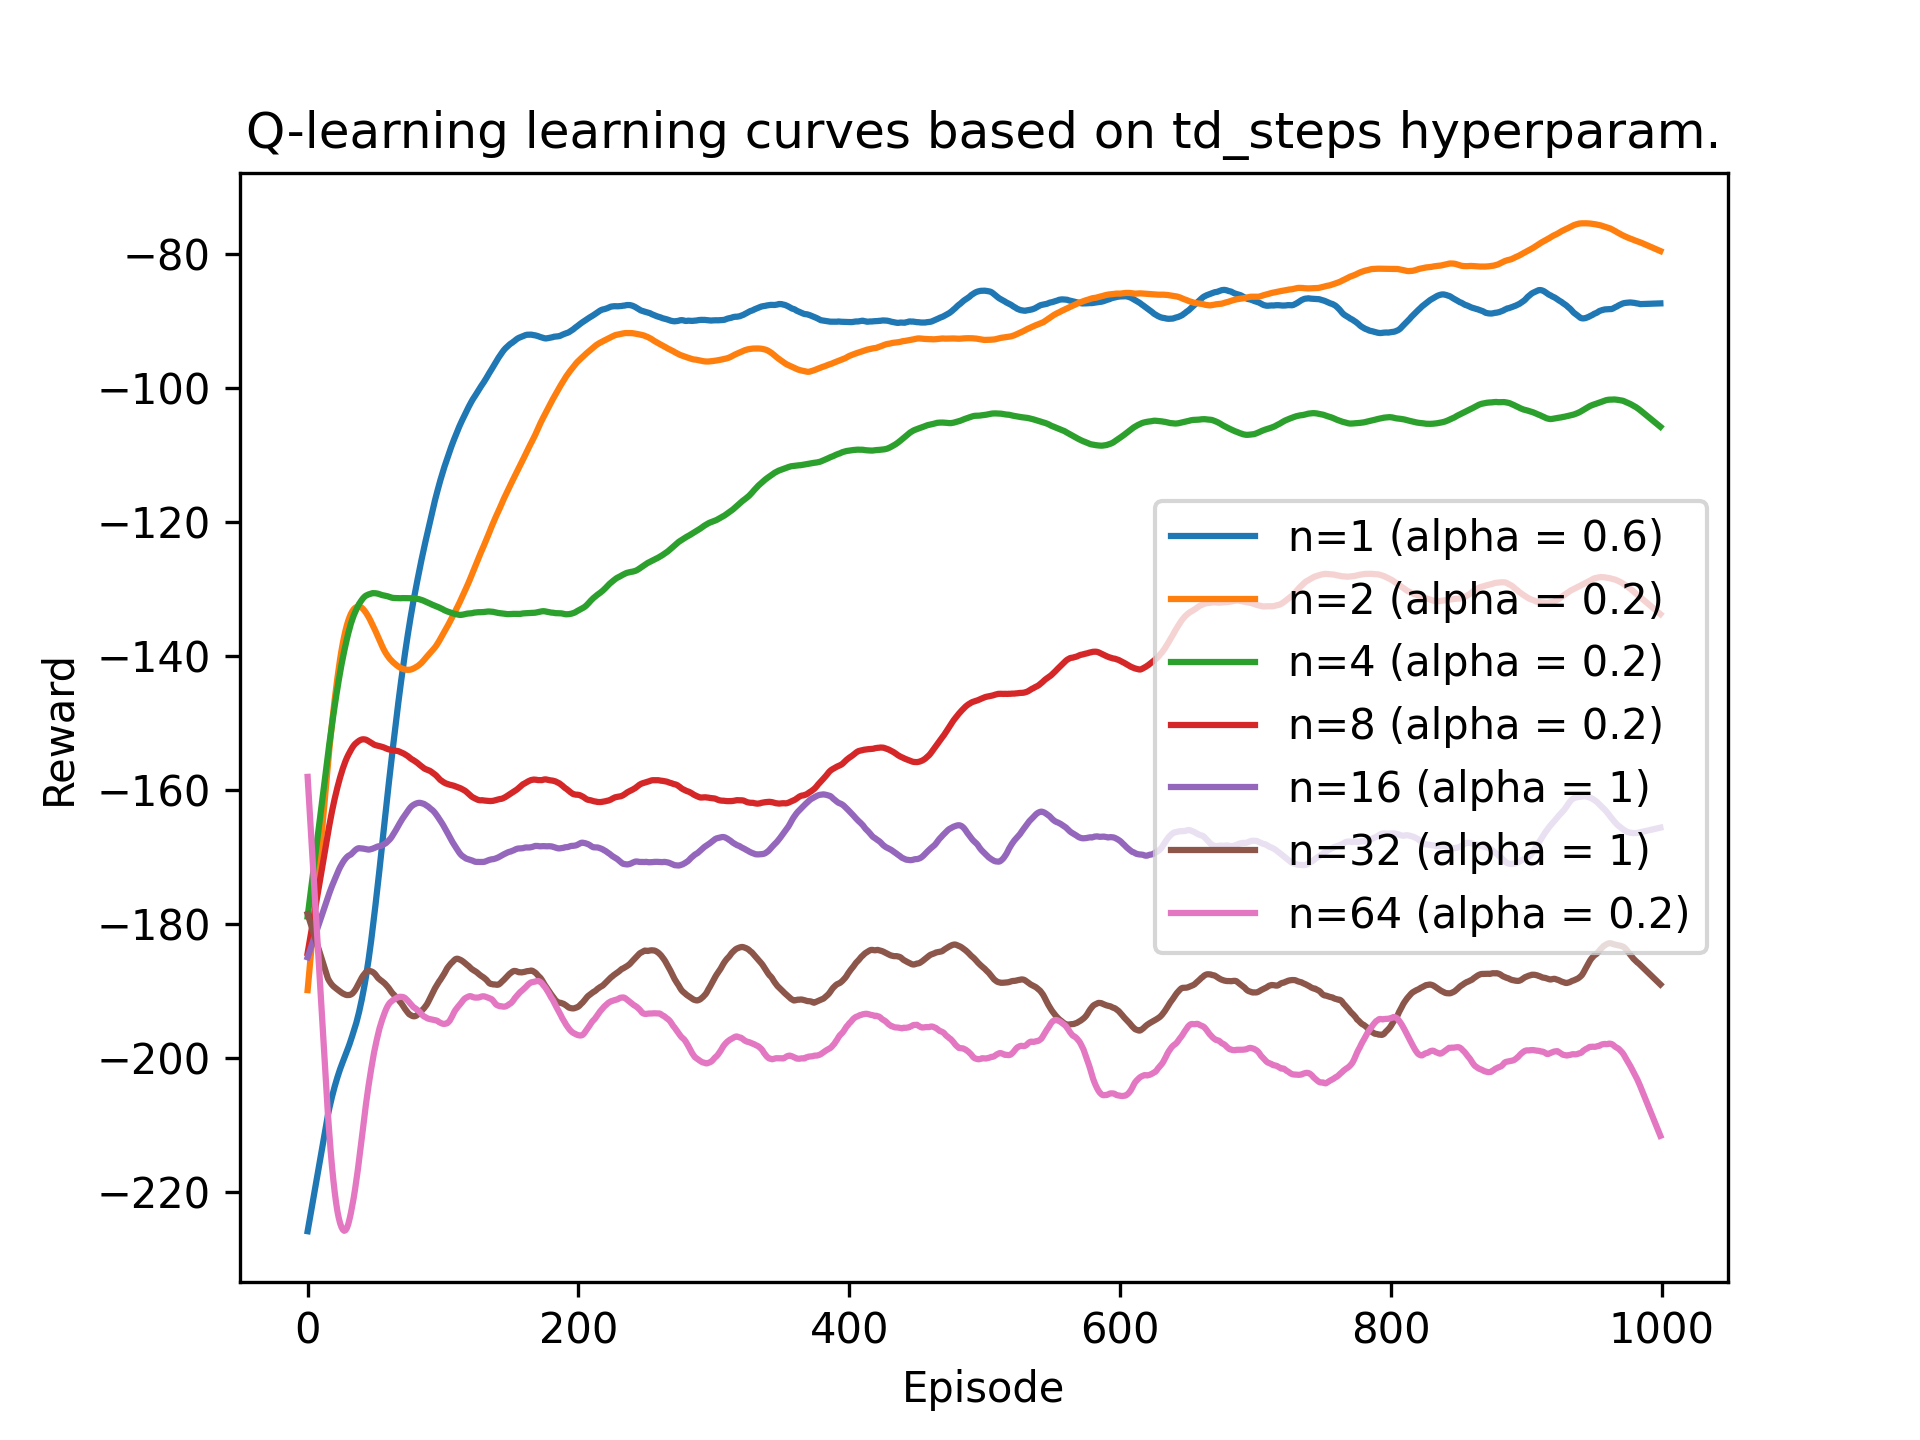 Q-learning learning curves based on td_steps hyperparam.
−80
−100
−120
−140
−160
−180
−200
−220
Reward
n=1 (alpha = 0.6)
n=2 (alpha = 0.2)
n=4 (alpha = 0.2)
n=8 (alpha = 0.2)
n=16 (alpha = 1)
n=32 (alpha = 1)
n=64 (alpha = 0.2)
0 200 400 600 800 1000
Episode